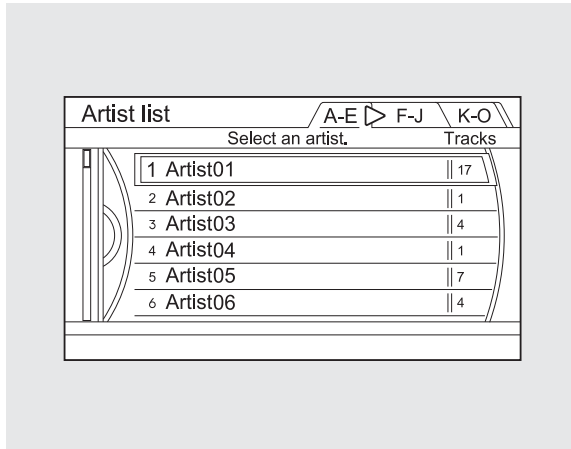 Artist list A-E F-J K-O
Select an artist. Tracks
1 Artist01 17
2 Artist02 1
3 Artist03 4
4 Artist04 1
5 Artist05 7
6 Artist06 4